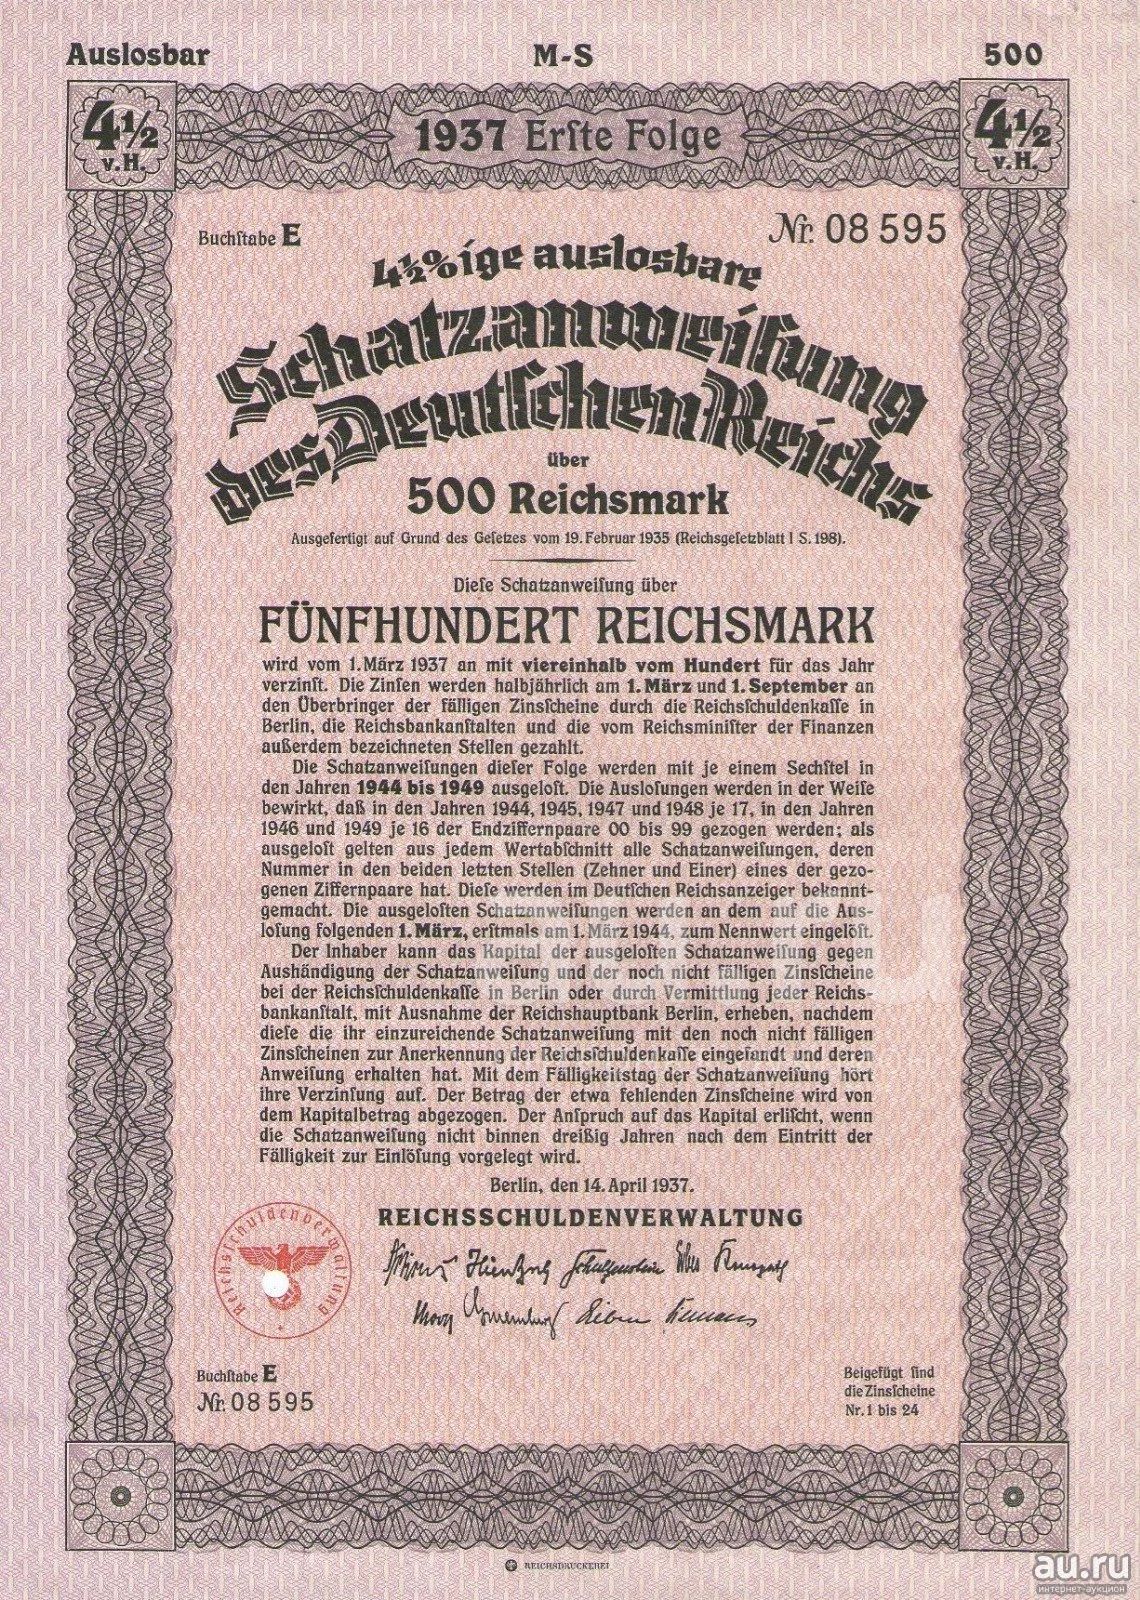 Auslosbar M-S 500
4½ v.H. 1937 Erſte Folge 4½ v.H.
Buchſtabe E Nr. 08 595
4½%ige auslosbare
Schatzanweiſung
des Deutſchen Reichs
über
500 Reichsmark
Ausgefertigt auf Grund des Geſetzes vom 19. Februar 1935 (Reichsgeſetzblatt I S. 198).
Dieſe Schatzanweiſung über
FÜNFHUNDERT REICHSMARK
wird vom 1. März 1937 an mit viereinhalb vom Hundert für das Jahr
verzinſt. Die Zinſen werden halbjährlich am 1. März und 1. September an
den Überbringer der fälligen Zinsſcheine durch die Reichsſchuldenkaſſe in
Berlin, die Reichsbankanſtalten und die vom Reichsminiſter der Finanzen
außerdem bezeichneten Stellen gezahlt.
Die Schatzanweiſungen dieſer Folge werden mit je einem Sechſtel in
den Jahren 1944 bis 1949 ausgeloſt. Die Ausloſungen werden in der Weiſe
bewirkt, daß in den Jahren 1944, 1945, 1947 und 1948 je 17, in den Jahren
1946 und 1949 je 16 der Endziffernpaare 00 bis 99 gezogen werden; als
ausgeloſt gelten aus jedem Wertabſchnitt alle Schatzanweiſungen, deren
Nummer in den beiden letzten Stellen (Zehner und Einer) eines der gezo-
genen Ziffernpaare hat. Dieſe werden im Deutſchen Reichsanzeiger bekannt-
gemacht. Die ausgeloſten Schatzanweiſungen werden an dem auf die Aus-
loſung folgenden 1. März, erſtmals am 1. März 1944, zum Nennwert eingelöſt.
Der Inhaber kann das Kapital der ausgeloſten Schatzanweiſung gegen
Aushändigung der Schatzanweiſung und der noch nicht fälligen Zinsſcheine
bei der Reichsſchuldenkaſſe in Berlin oder durch Vermittlung jeder Reichs-
bankanſtalt, mit Ausnahme der Reichshauptbank Berlin, erheben, nachdem
dieſe die ihr einzureichende Schatzanweiſung mit den noch nicht fälligen
Zinsſcheinen zur Anerkennung der Reichsſchuldenkaſſe eingeſandt und deren
Anweiſung erhalten hat. Mit dem Fälligkeitstag der Schatzanweiſung hört
ihre Verzinſung auf. Der Betrag der etwa fehlenden Zinsſcheine wird von
dem Kapitalbetrag abgezogen. Der Anſpruch auf das Kapital erliſcht, wenn
die Schatzanweiſung nicht binnen dreißig Jahren nach dem Eintritt der
Fälligkeit zur Einlöſung vorgelegt wird.
Berlin, den 14. April 1937.
REICHSSCHULDENVERWALTUNG
Reichsſchuldenverwaltung
Buchſtabe E
Nr. 08 595
Beigefügt ſind
die Zinsſcheine
Nr. 1 bis 24
REICHSDRUCKEREI
au.ru
интернет-аукцион